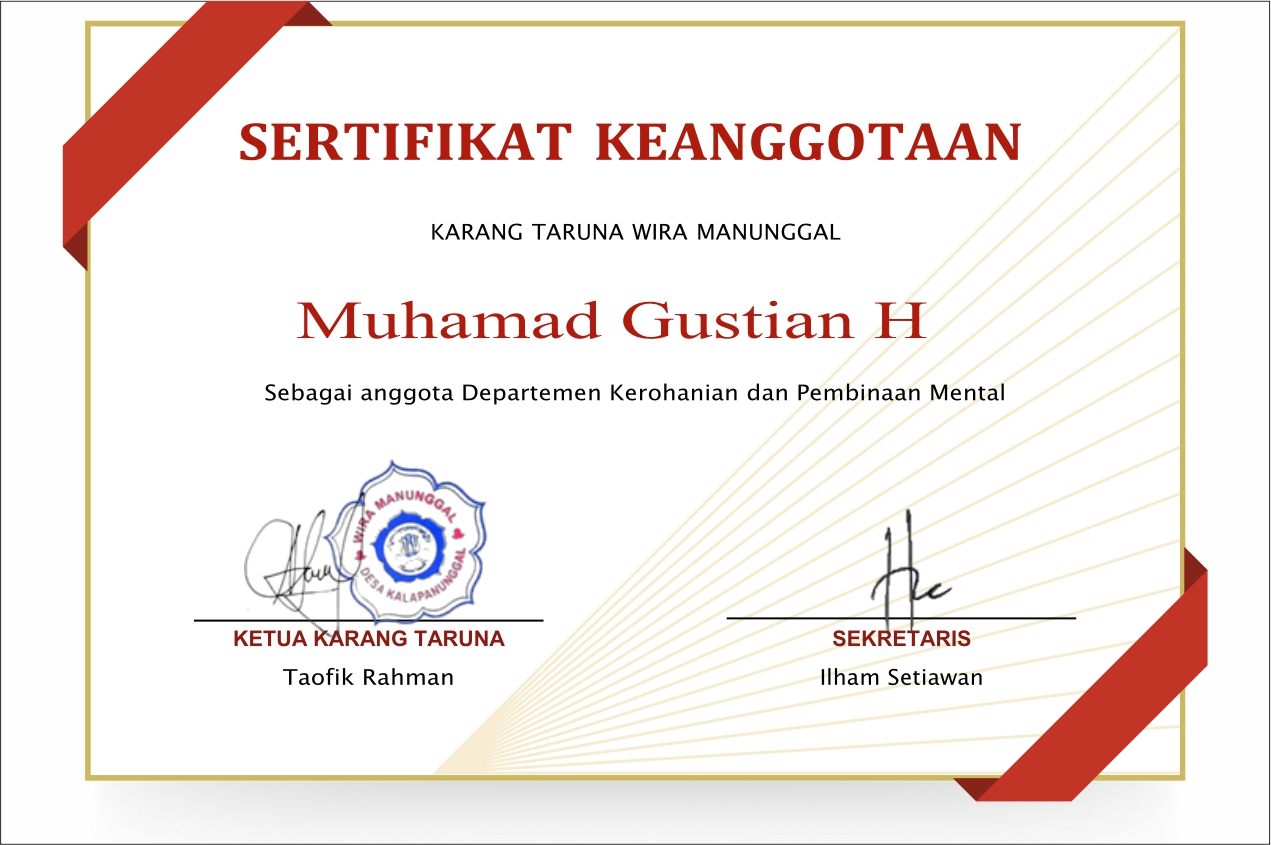 SERTIFIKAT KEANGGOTAAN
KARANG TARUNA WIRA MANUNGGAL
Muhamad Gustian H
Sebagai anggota Departemen Kerohanian dan Pembinaan Mental
WIRA MANUNGGAL
DESA KALAPANUNGGAL
KETUA KARANG TARUNA
SEKRETARIS
Taofik Rahman
Ilham Setiawan